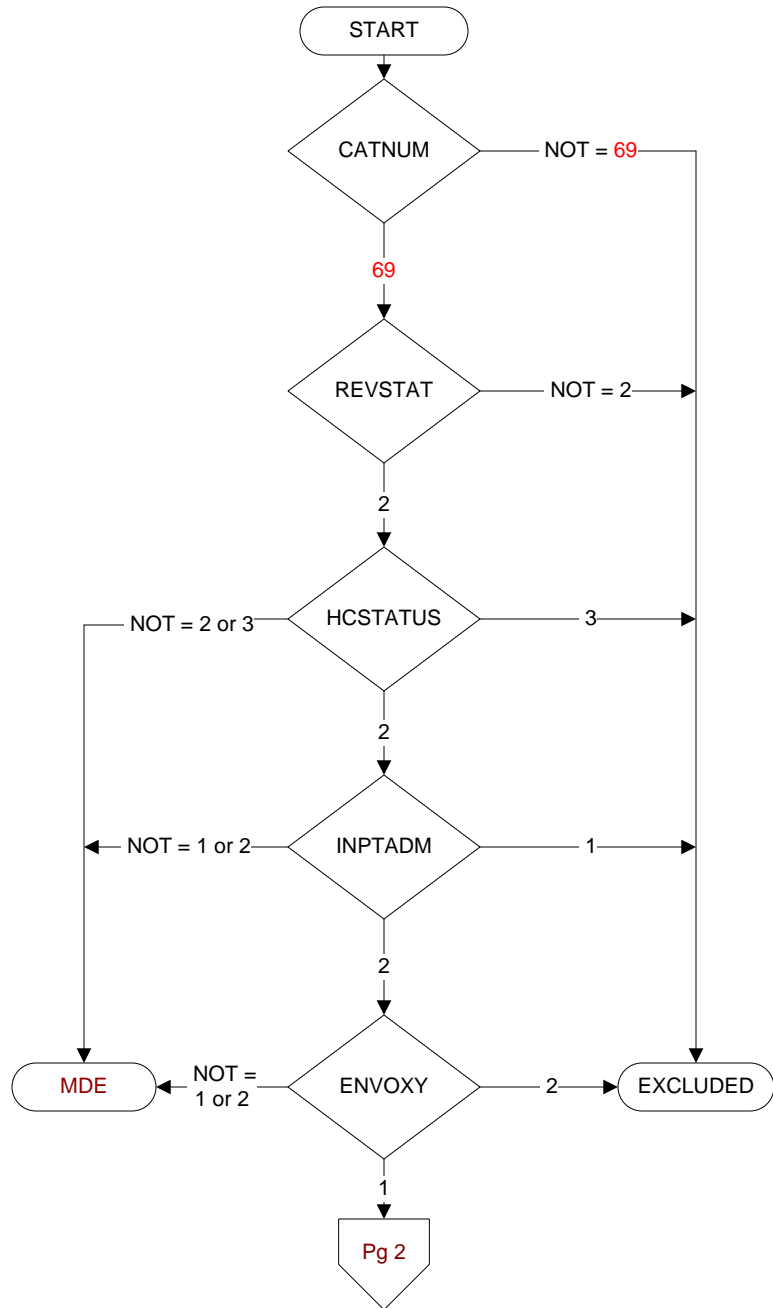 START
CATNUM
NOT = 69
69
REVSTAT
NOT = 2
2
NOT = 2 or 3
HCSTATUS
3
2
NOT = 1 or 2
INPTADM
1
2
MDE
NOT =
1 or 2
ENVOXY
2
EXCLUDED
1
Pg 2